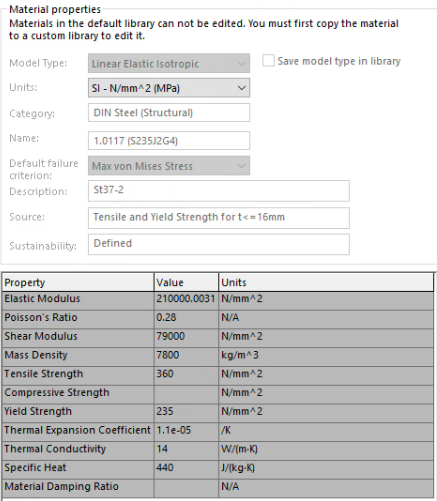 Material properties
Materials in the default library can not be edited. You must first copy the material
to a custom library to edit it.
Model Type: Linear Elastic Isotropic Save model type in library
Units: SI - N/mm^2 (MPa)
Category: DIN Steel (Structural)
Name: 1.0117 (S235J2G4)
Default failure criterion: Max von Mises Stress
Description: St37-2
Source: Tensile and Yield Strength for t<=16mm
Sustainability: Defined
Property Value Units
Elastic Modulus 210000.0031 N/mm^2
Poisson's Ratio 0.28 N/A
Shear Modulus 79000 N/mm^2
Mass Density 7800 kg/m^3
Tensile Strength 360 N/mm^2
Compressive Strength N/mm^2
Yield Strength 235 N/mm^2
Thermal Expansion Coefficient 1.1e-05 /K
Thermal Conductivity 14 W/(m·K)
Specific Heat 440 J/(kg·K)
Material Damping Ratio N/A